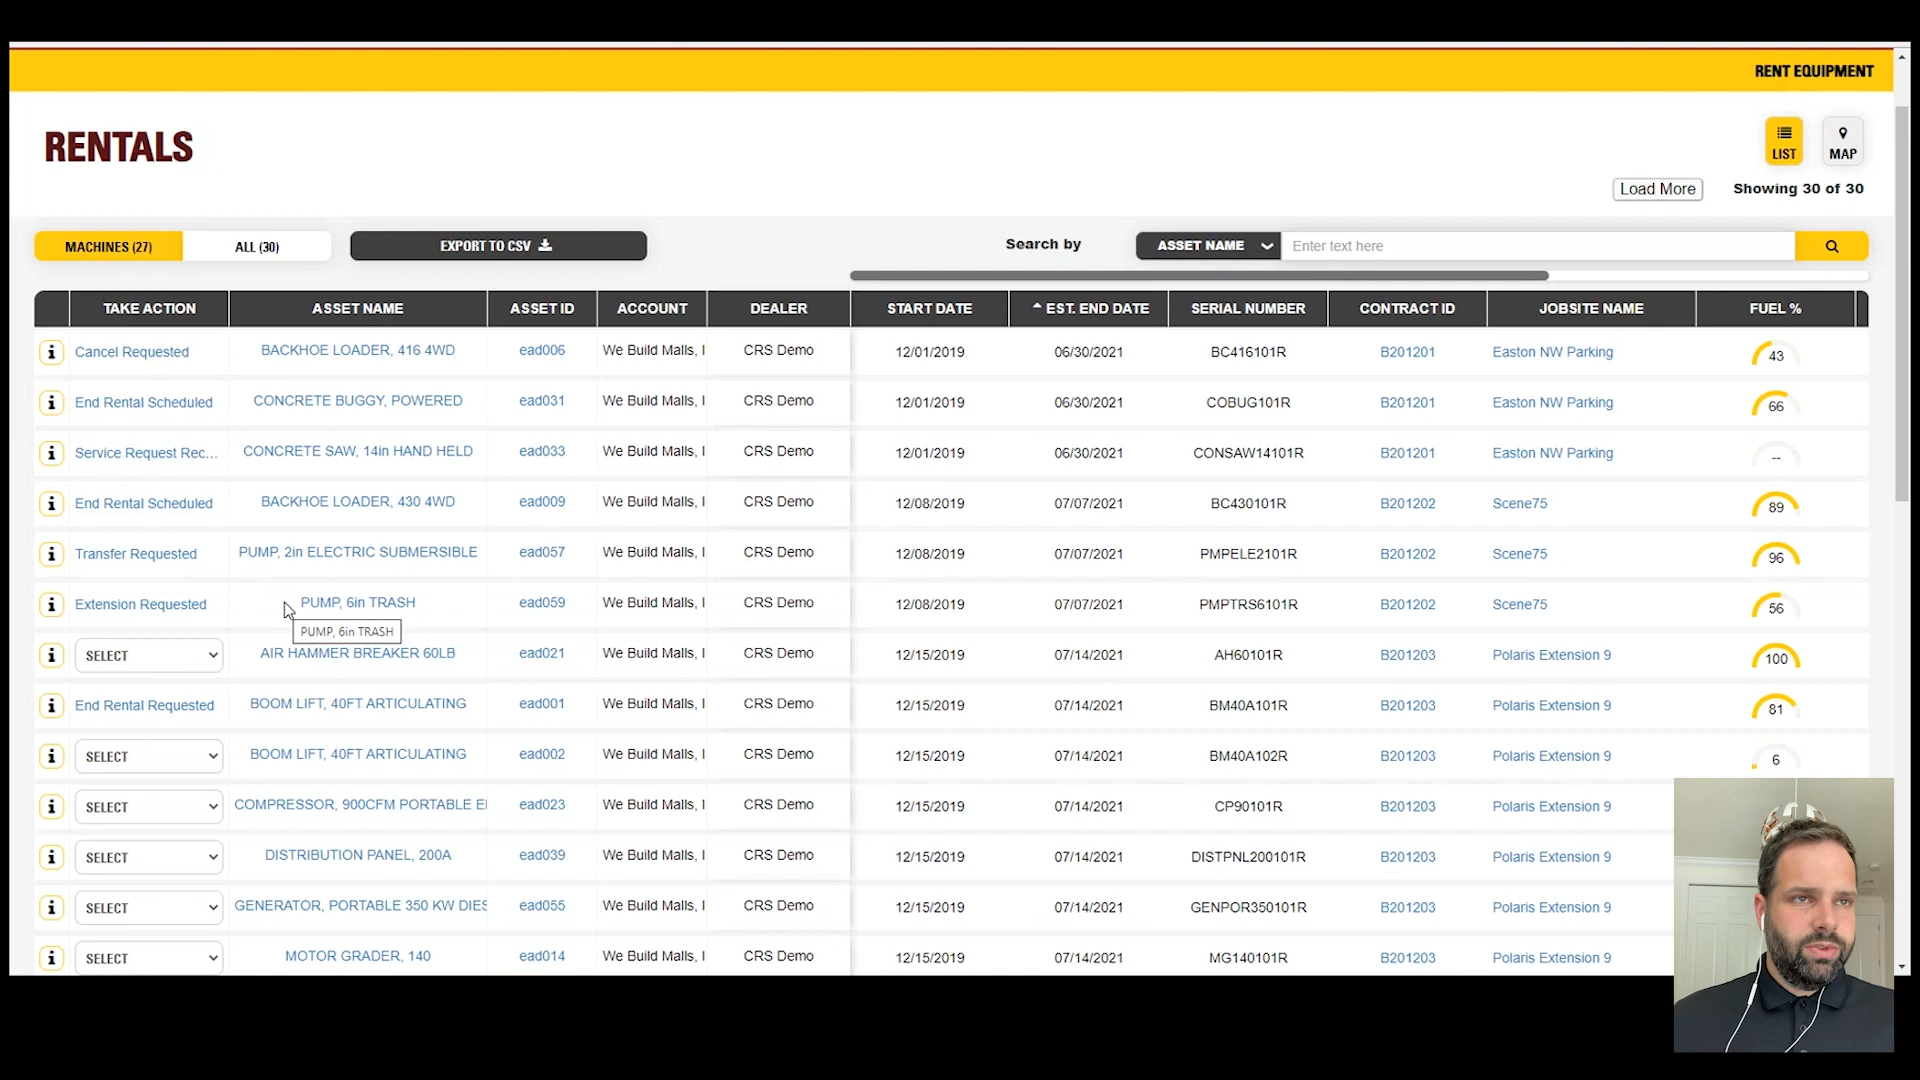 RENT EQUIPMENT
RENTALS
LIST
MAP
Load More
Showing 30 of 30
MACHINES (27)
ALL (30)
EXPORT TO CSV
Search by
ASSET NAME
Enter text here
TAKE ACTION ASSET NAME ASSET ID ACCOUNT DEALER START DATE EST. END DATE SERIAL NUMBER CONTRACT ID JOBSITE NAME FUEL %
Cancel Requested BACKHOE LOADER, 416 4WD ead006 We Build Malls, I CRS Demo 12/01/2019 06/30/2021 BC416101R B201201 Easton NW Parking 43
End Rental Scheduled CONCRETE BUGGY, POWERED ead031 We Build Malls, I CRS Demo 12/01/2019 06/30/2021 COBUG101R B201201 Easton NW Parking 66
Service Request Rec... CONCRETE SAW, 14in HAND HELD ead033 We Build Malls, I CRS Demo 12/01/2019 06/30/2021 CONSAW14101R B201201 Easton NW Parking --
End Rental Scheduled BACKHOE LOADER, 430 4WD ead009 We Build Malls, I CRS Demo 12/08/2019 07/07/2021 BC430101R B201202 Scene75 89
Transfer Requested PUMP, 2in ELECTRIC SUBMERSIBLE ead057 We Build Malls, I CRS Demo 12/08/2019 07/07/2021 PMPELE2101R B201202 Scene75 96
Extension Requested PUMP, 6in TRASH ead059 We Build Malls, I CRS Demo 12/08/2019 07/07/2021 PMPTRS6101R B201202 Scene75 56
PUMP, 6in TRASH
SELECT AIR HAMMER BREAKER 60LB ead021 We Build Malls, I CRS Demo 12/15/2019 07/14/2021 AH60101R B201203 Polaris Extension 9 100
End Rental Requested BOOM LIFT, 40FT ARTICULATING ead001 We Build Malls, I CRS Demo 12/15/2019 07/14/2021 BM40A101R B201203 Polaris Extension 9 81
SELECT BOOM LIFT, 40FT ARTICULATING ead002 We Build Malls, I CRS Demo 12/15/2019 07/14/2021 BM40A102R B201203 Polaris Extension 9 6
SELECT COMPRESSOR, 900CFM PORTABLE El ead023 We Build Malls, I CRS Demo 12/15/2019 07/14/2021 CP90101R B201203 Polaris Extension 9
SELECT DISTRIBUTION PANEL, 200A ead039 We Build Malls, I CRS Demo 12/15/2019 07/14/2021 DISTPNL200101R B201203 Polaris Extension 9
SELECT GENERATOR, PORTABLE 350 KW DIES ead055 We Build Malls, I CRS Demo 12/15/2019 07/14/2021 GENPOR350101R B201203 Polaris Extension 9
SELECT MOTOR GRADER, 140 ead014 We Build Malls, I CRS Demo 12/15/2019 07/14/2021 MG140101R B201203 Polaris Extension 9